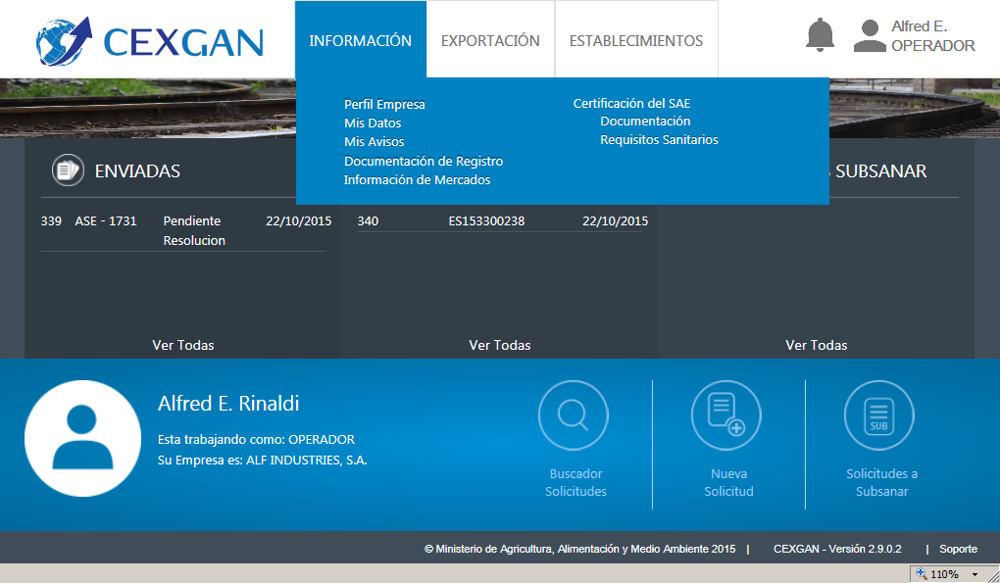 CEXGAN
INFORMACIÓN
EXPORTACIÓN
ESTABLECIMIENTOS
Alfred E.
OPERADOR
Perfil Empresa
Mis Datos
Mis Avisos
Documentación de Registro
Información de Mercados
Certificación del SAE
Documentación
Requisitos Sanitarios
ENVIADAS
SUBSANAR
339 ASE - 1731 Pendiente Resolucion 22/10/2015
340 ES153300238 22/10/2015
Ver Todas
Ver Todas
Ver Todas
Alfred E. Rinaldi
Esta trabajando como: OPERADOR
Su Empresa es: ALF INDUSTRIES, S.A.
Buscador
Solicitudes
Nueva
Solicitud
SUB
Solicitudes a
Subsanar
© Ministerio de Agricultura, Alimentación y Medio Ambiente 2015 | CEXGAN - Versión 2.9.0.2 | Soporte
110%